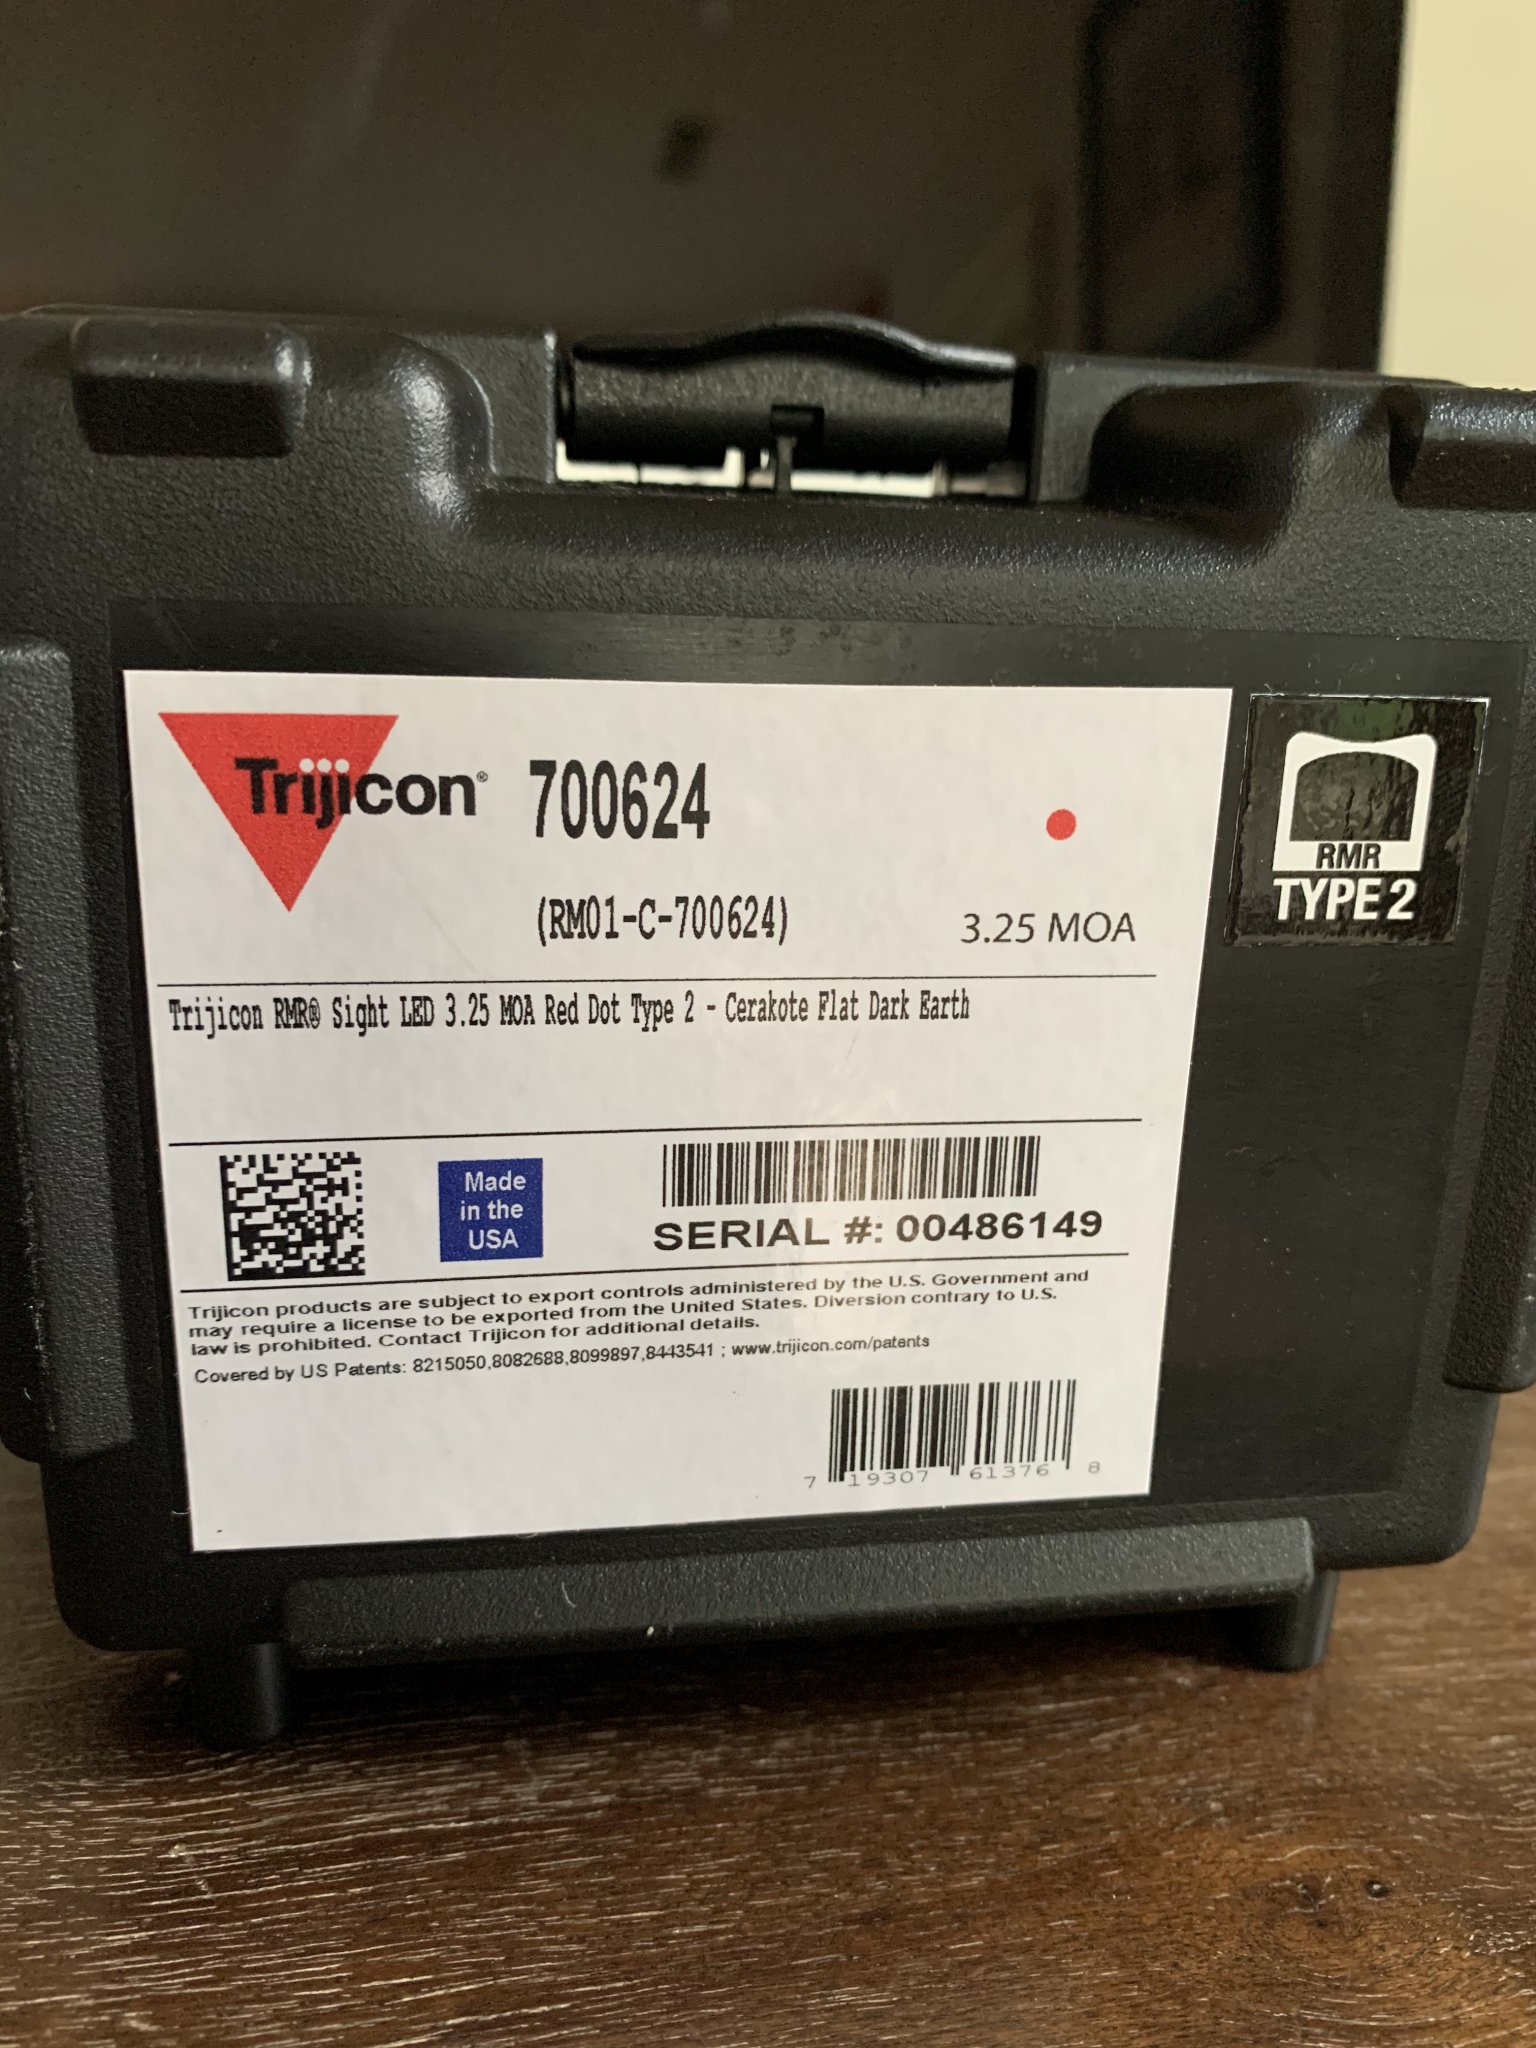 Trijicon® 700624
(RM01-C-700624)
3.25 MOA
RMR
TYPE 2
Trijicon RMR® Sight LED 3.25 MOA Red Dot Type 2 - Cerakote Flat Dark Earth
Made
in the
USA
SERIAL #: 00486149
Trijicon products are subject to export controls administered by the U.S. Government and
may require a license to be exported from the United States. Diversion contrary to U.S.
law is prohibited. Contact Trijicon for additional details.
Covered by US Patents: 8215050,8082688,8099897,8443541 ; www.trijicon.com/patents
7 19307 61376 8